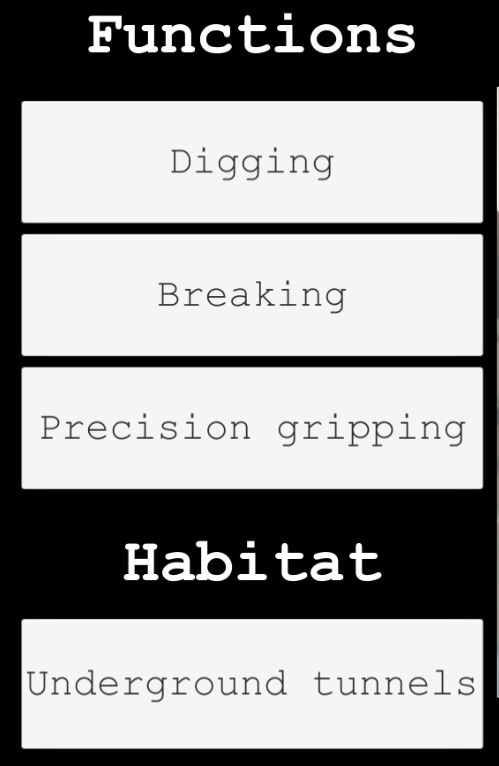 Functions
Digging
Breaking
Precision gripping
Habitat
Underground tunnels